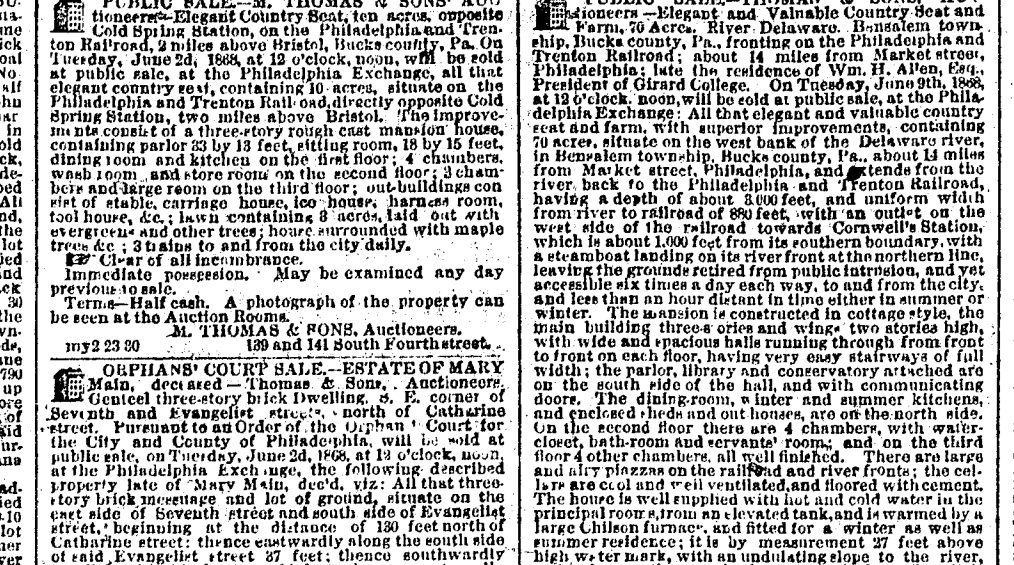 PUBLIC SALE.—M. THOMAS & SONS' AUC
tioneers—Elegant Country Seat, ten acres, opposite
Cold Spring Station, on the Philadelphia and Tren-
ton Railroad, 2 miles above Bristol, Bucks county, Pa. On
Tuesday, June 2d, 1868, at 12 o'clock, noon, will be sold
at public sale, at the Philadelphia Exchange, all that
elegant country seat, containing 10 acres, situate on the
Philadelphia and Trenton Railroad, directly opposite Cold
Spring Station, two miles above Bristol. The improve-
ments consist of a three-story rough cast mansion house,
containing parlor 33 by 13 feet, sitting room, 18 by 15 feet,
dining room and kitchen on the first floor; 4 chambers,
wash room and store room on the second floor; 3 cham-
bers and large room on the third floor; out-buildings con
sist of stable, carriage house, ice house, harness room,
tool house, &c.; lawn containing 3 acres, laid out with
evergreens and other trees; house surrounded with maple
trees &c; 3 trains to and from the city daily.
Clear of all incumbrance.
Immediate possession. May be examined any day
previous to sale.
Terms—Half cash. A photograph of the property can
be seen at the Auction Rooms.
M. THOMAS & SONS, Auctioneers.
my2 23 30 139 and 141 South Fourth street.
ORPHANS' COURT SALE.—ESTATE OF MARY
Main, deceased—Thomas & Sons, Auctioneers.
Genteel three-story brick Dwelling, S. E. corner of
Seventh and Evangelist streets, north of Catharine
street. Pursuant to an Order of the Orphans' Court for
the City and County of Philadelphia, will be sold at
public sale, on Tuesday, June 2d, 1868, at 12 o'clock, noon,
at the Philadelphia Exchange, the following described
property late of Mary Main, dec'd, viz: All that three-
story brick messuage and lot of ground, situate on the
east side of Seventh street and south side of Evangelist
street, beginning at the distance of 130 feet north of
Catharine street; thence eastwardly along the south side
of said Evangelist street 37 feet; thence southwardly
PUBLIC SALE—THOMAS & SONS, AUC-
tioneers—Elegant and Valuable Country Seat and
Farm, 70 Acres. River Delaware. Bensalem town
ship, Bucks county, Pa., fronting on the Philadelphia and
Trenton Railroad; about 14 miles from Market street,
Philadelphia; late the residence of Wm. H. Allen, Esq.,
President of Girard College. On Tuesday, June 9th, 1868,
at 12 o'clock, noon, will be sold at public sale, at the Phila-
delphia Exchange: All that elegant and valuable country
seat and farm, with superior improvements, containing
70 acres, situate on the west bank of the Delaware river,
in Bensalem township, Bucks county, Pa., about 14 miles
from Market street, Philadelphia, and extends from the
river back to the Philadelphia and Trenton Railroad,
having a depth of about 3.000 feet, and uniform width
from river to railroad of 880 feet, with an outlet on the
west side of the railroad towards Cornwell's Station,
which is about 1.000 feet from its southern boundary, with
a steamboat landing on its river front at the northern line,
leaving the grounds retired from public intrusion, and yet
accessible six times a day each way, to and from the city,
and less than an hour distant in time either in summer or
winter. The mansion is constructed in cottage style, the
main building three stories and wings two stories high,
with wide and spacious halls running through from front
to front on each floor, having very easy stairways of full
width; the parlor, library and conservatory attached are
on the south side of the hall, and with communicating
doors. The dining-room, winter and summer kitchens,
and enclosed sheds and out houses, are on the north side.
On the second floor there are 4 chambers, with water-
closet, bath-room and servants' room; and on the third
floor 4 other chambers, all well finished. There are large
and airy piazzas on the railroad and river fronts; the cel-
lars are cool and well ventilated, and floored with cement.
The house is well supplied with hot and cold water in the
principal rooms, from an elevated tank, and is warmed by a
large Chilson furnace, and fitted for a winter as well as
summer residence; it is by measurement 27 feet above
high water mark, with an undulating slope to the river,